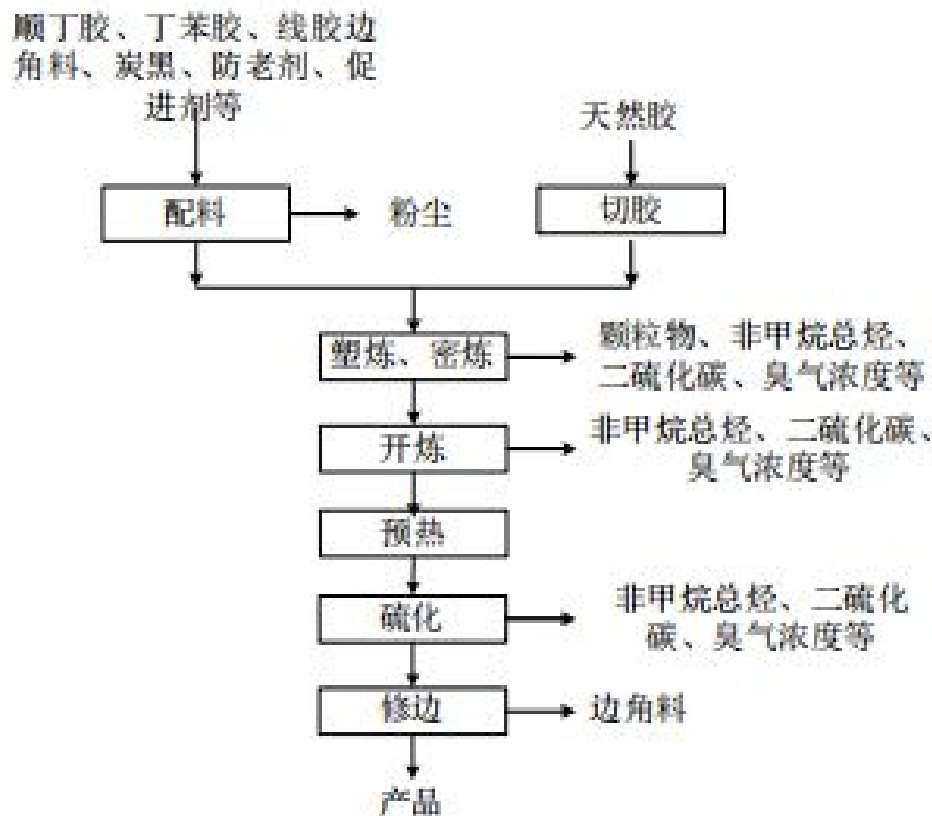 顺丁胶、丁苯胶、线胶边
角料、炭黑、防老剂、促
进剂等
天然胶
配料
粉尘
切胶
塑炼、密炼
颗粒物、非甲烷总烃、
二硫化碳、臭气浓度等
开炼
非甲烷总烃、二硫化碳、
臭气浓度等
预热
硫化
非甲烷总烃、二硫化
碳、臭气浓度等
修边
边角料
产品